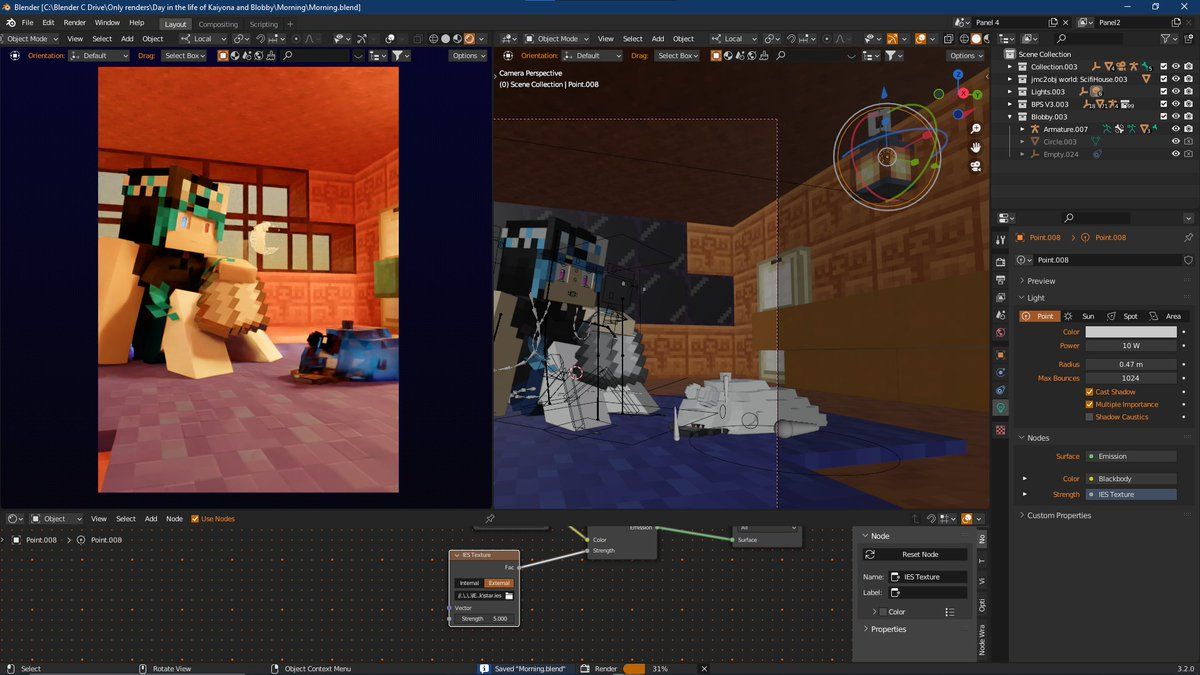 Blender [C:\Blender C Drive\Only renders\Day in the life of Kaiyona and Blobby\Morning\Morning.blend]
File Edit Render Window Help Layout Compositing Scripting + Panel 4 Panel2
Object Mode View Select Add Object Local
Object Mode View Select Add Object Local
Orientation: Default Drag: Select Box Options
Orientation: Default Drag: Select Box Options
Camera Perspective
(0) Scene Collection | Point.008
Z
X
Y
Scene Collection
Collection.003
jmc2obj world: ScifiHouse.003
Lights.003
BPS V3.003
Blobby.003
Armature.007
Circle.003
Empty.024
Point.008 > Point.008
Point.008
Preview
Light
Point Sun Spot Area
Color
Power 10 W
Radius 0.47 m
Max Bounces 1024
Cast Shadow
Multiple Importance
Shadow Caustics
Nodes
Surface Emission
Color Blackbody
Strength IES Texture
Custom Properties
Object View Select Add Node Use Nodes
Point.008 > Point.008
Emission
Color
Strength
All
Surface
IES Texture
Fac
Internal External
Vector
Strength 5.000
Node
Reset Node
Name: IES Texture
Label:
Color
Properties
No
T
Vi
Opti
Node Wra
Select Rotate View Object Context Menu Saved "Morning.blend" Render 31% 3.2.0